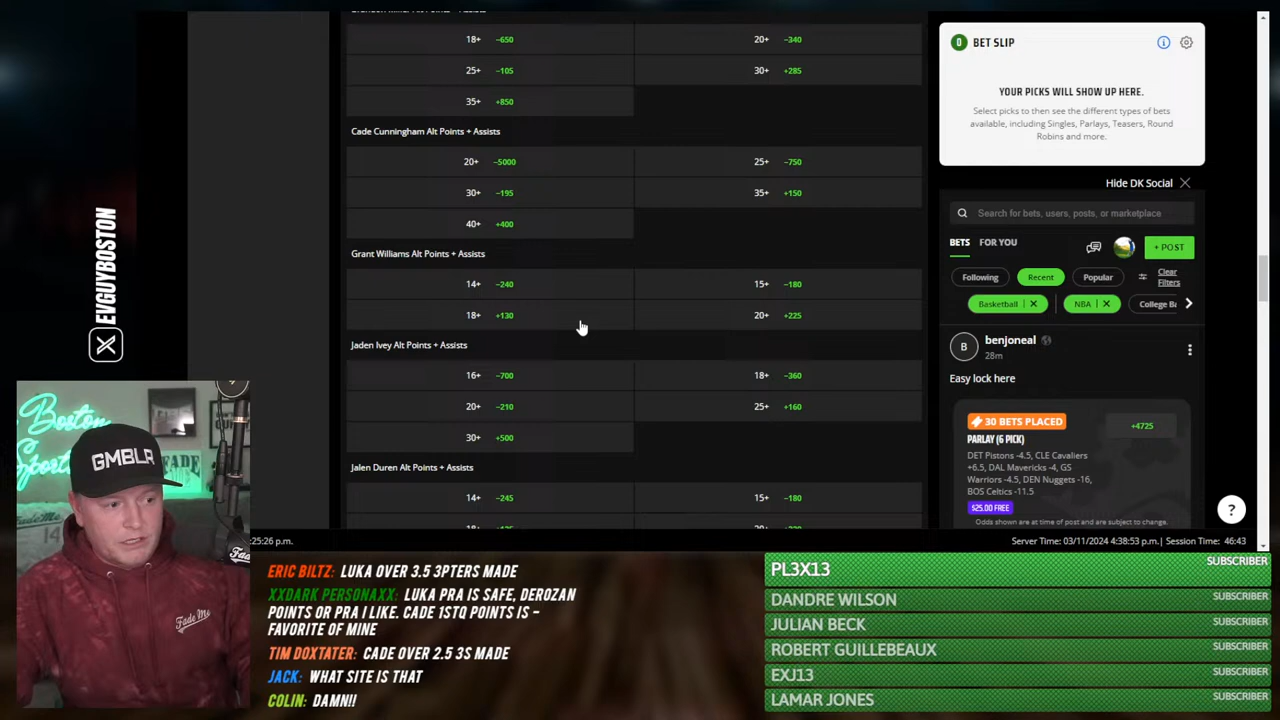 18+ −650 20+ −340
25+ −105 30+ +285
35+ +850
Cade Cunningham Alt Points + Assists
20+ −5000 25+ −750
30+ −195 35+ +150
40+ +400
Grant Williams Alt Points + Assists
14+ −240 15+ −180
18+ +130 20+ +225
Jaden Ivey Alt Points + Assists
16+ −700 18+ −360
20+ −210 25+ +160
30+ +500
Jalen Duren Alt Points + Assists
14+ −245 15+ −180
0 BET SLIP
YOUR PICKS WILL SHOW UP HERE.
Select picks to then see the different types of bets
available, including Singles, Parlays, Teasers, Round
Robins and more.
Hide DK Social
Search for bets, users, posts, or marketplace
BETS FOR YOU
+ POST
Following Recent Popular
Clear
Filters
Basketball NBA College Ba
B benjoneal
28m
Easy lock here
30 BETS PLACED
+4725
PARLAY (6 PICK)
DET Pistons -4.5, CLE Cavaliers
+6.5, DAL Mavericks -4, GS
Warriors -4.5, DEN Nuggets -16,
BOS Celtics -11.5
$25.00 FREE
Odds shown are at time of post and are subject to change.
?
:25:26 p.m.
Server Time: 03/11/2024 4:38:53 p.m.| Session Time: 46:43
EVGUYBOSTON
X
Boston
Sports
GMBLR
FADE
Fade Me
ERIC BILTZ: LUKA OVER 3.5 3PTERS MADE
XXDARK PERSONAXX: LUKA PRA IS SAFE, DEROZAN
POINTS OR PRA I LIKE. CADE 1STQ POINTS IS -
FAVORITE OF MINE
TIM DOXTATER: CADE OVER 2.5 3S MADE
JACK: WHAT SITE IS THAT
COLIN: DAMN!!
PL3X13 SUBSCRIBER
DANDRE WILSON SUBSCRIBER
JULIAN BECK SUBSCRIBER
ROBERT GUILLEBEAUX SUBSCRIBER
EXJ13 SUBSCRIBER
LAMAR JONES SUBSCRIBER